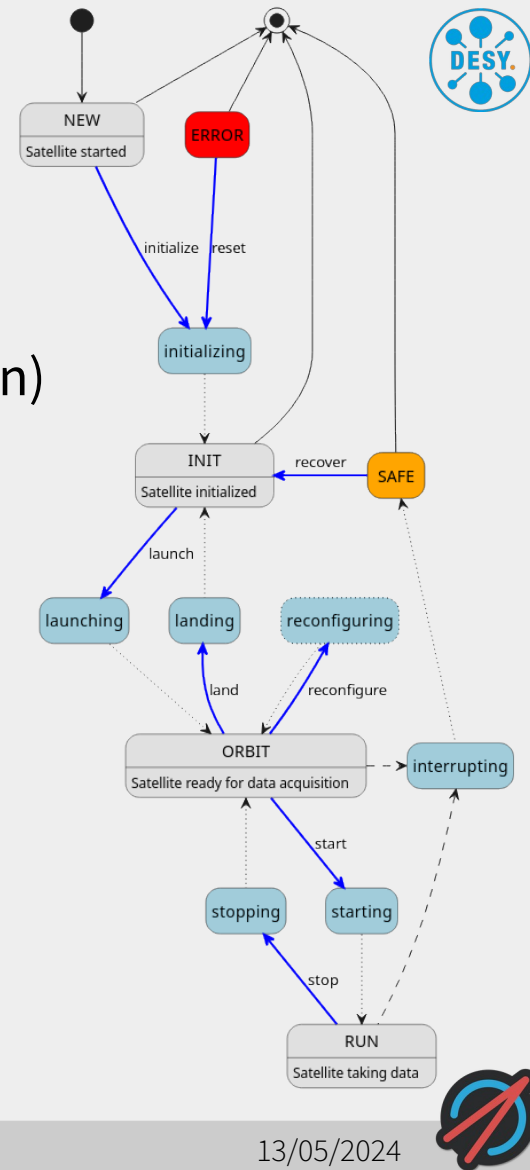 DESY.
NEW
Satellite started
ERROR
initialize
reset
initializing
n)
INIT
Satellite initialized
recover
SAFE
launch
launching
landing
reconfiguring
land
reconfigure
ORBIT
Satellite ready for data acquisition
interrupting
start
stopping
starting
stop
RUN
Satellite taking data
13/05/2024